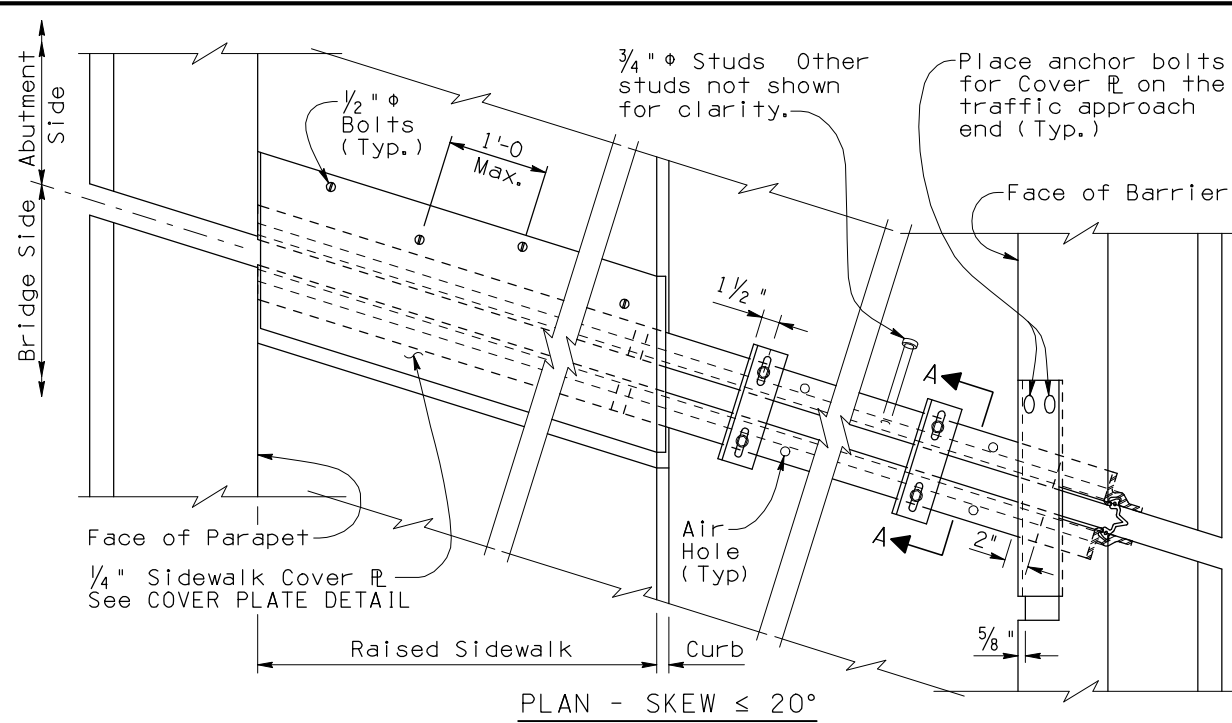 Abutment
Side
Bridge Side
1/2 " Φ
Bolts
(Typ.)
1'-0
Max.
3/4 " Φ Studs Other
studs not shown
for clarity.
Place anchor bolts
for Cover ⅊ on the
traffic approach
end (Typ.)
Face of Barrier
1 1/2 "
A
A
Air
Hole
(Typ)
2"
5/8 "
Face of Parapet
1/4 " Sidewalk Cover ⅊
See COVER PLATE DETAIL
Raised Sidewalk
Curb
PLAN - SKEW ≤ 20°